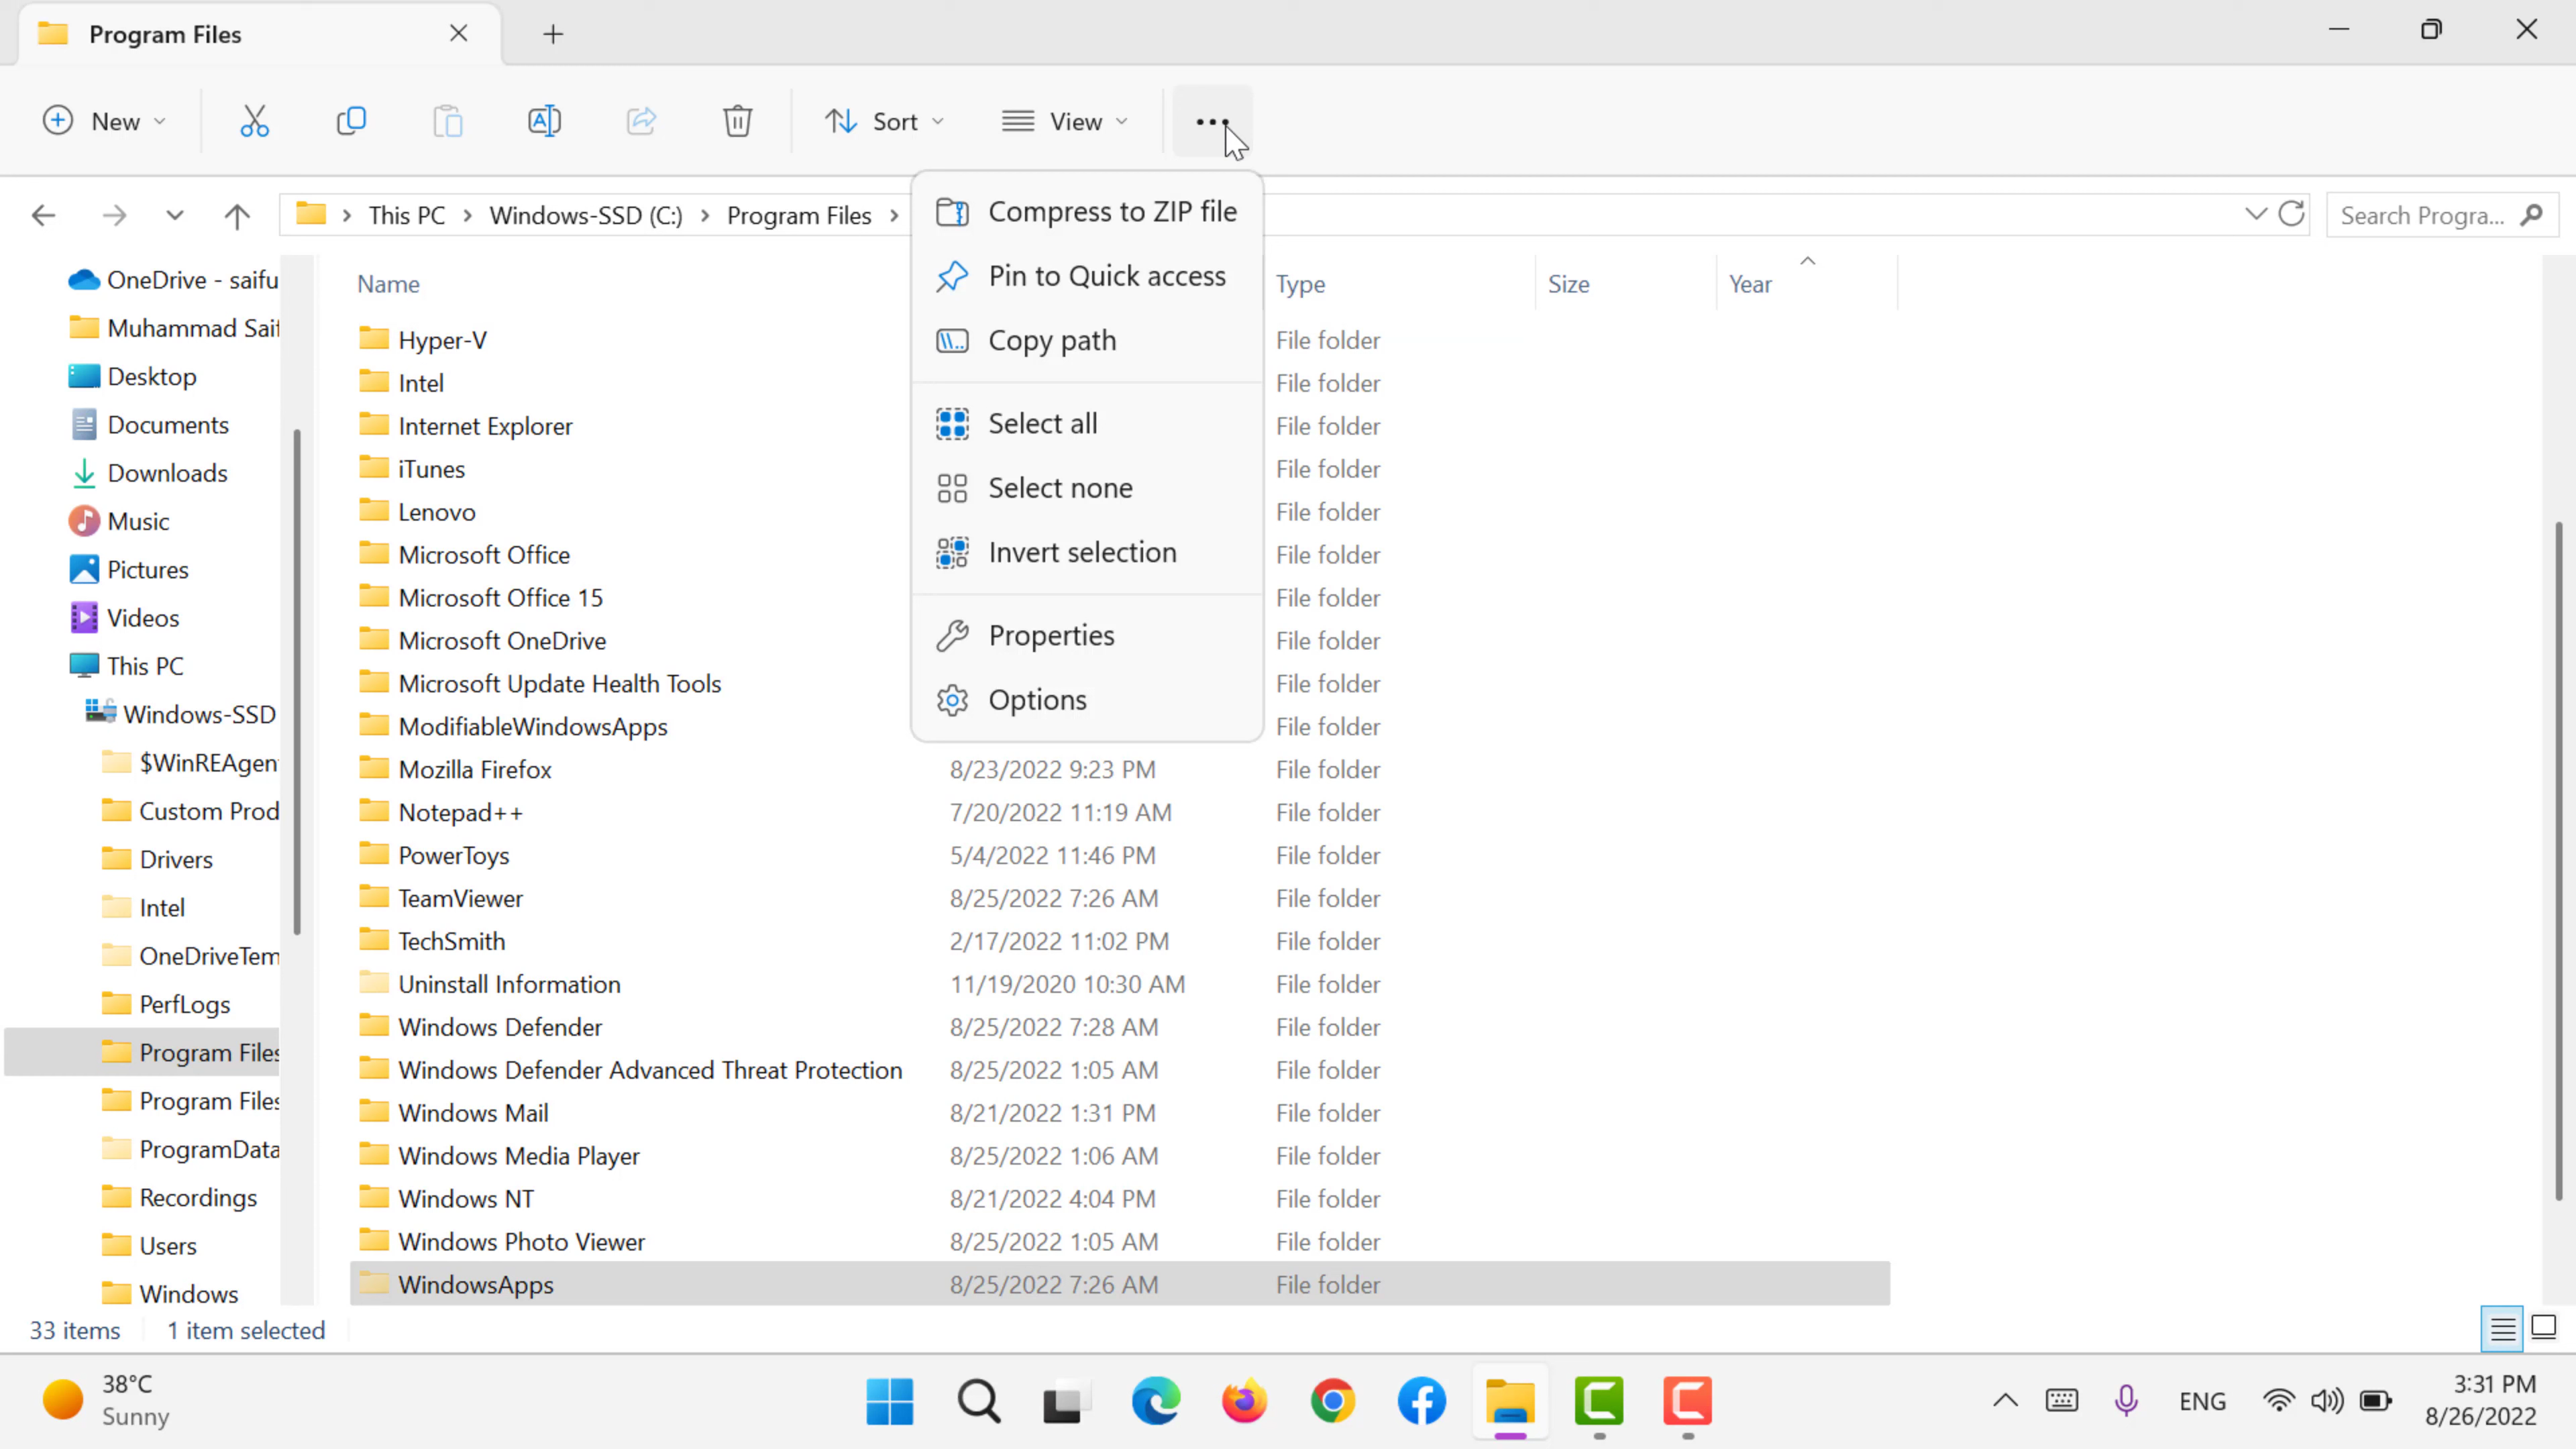 Program Files
New
Sort
View
This PC > Windows-SSD (C:) > Program Files >
Search Progra...
Compress to ZIP file
Pin to Quick access
Copy path
Select all
Select none
Invert selection
Properties
Options
OneDrive - saifu
Muhammad Sai
Desktop
Documents
Downloads
Music
Pictures
Videos
This PC
Windows-SSD
$WinREAgen
Custom Prod
Drivers
Intel
OneDriveTem
PerfLogs
Program Files
Program Files
ProgramData
Recordings
Users
Windows
Name Type Size Year
Hyper-V File folder
Intel File folder
Internet Explorer File folder
iTunes File folder
Lenovo File folder
Microsoft Office File folder
Microsoft Office 15 File folder
Microsoft OneDrive File folder
Microsoft Update Health Tools File folder
ModifiableWindowsApps File folder
Mozilla Firefox 8/23/2022 9:23 PM File folder
Notepad++ 7/20/2022 11:19 AM File folder
PowerToys 5/4/2022 11:46 PM File folder
TeamViewer 8/25/2022 7:26 AM File folder
TechSmith 2/17/2022 11:02 PM File folder
Uninstall Information 11/19/2020 10:30 AM File folder
Windows Defender 8/25/2022 7:28 AM File folder
Windows Defender Advanced Threat Protection 8/25/2022 1:05 AM File folder
Windows Mail 8/21/2022 1:31 PM File folder
Windows Media Player 8/25/2022 1:06 AM File folder
Windows NT 8/21/2022 4:04 PM File folder
Windows Photo Viewer 8/25/2022 1:05 AM File folder
WindowsApps 8/25/2022 7:26 AM File folder
33 items 1 item selected
38°C
Sunny
ENG
3:31 PM
8/26/2022